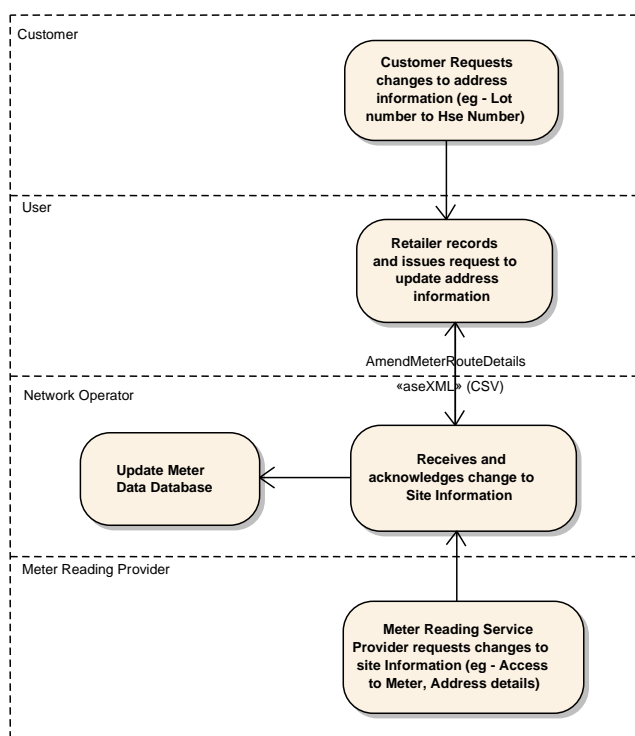 Customer
Customer Requests
changes to address
information (eg - Lot
number to Hse Number)
User
Retailer records
and issues request to
update address
information
AmendMeterRouteDetails
«aseXML» (CSV)
Network Operator
Update Meter
Data Database
Receives and
acknowledges change to
Site Information
Meter Reading Provider
Meter Reading Service
Provider requests changes to
site Information (eg - Access
to Meter, Address details)